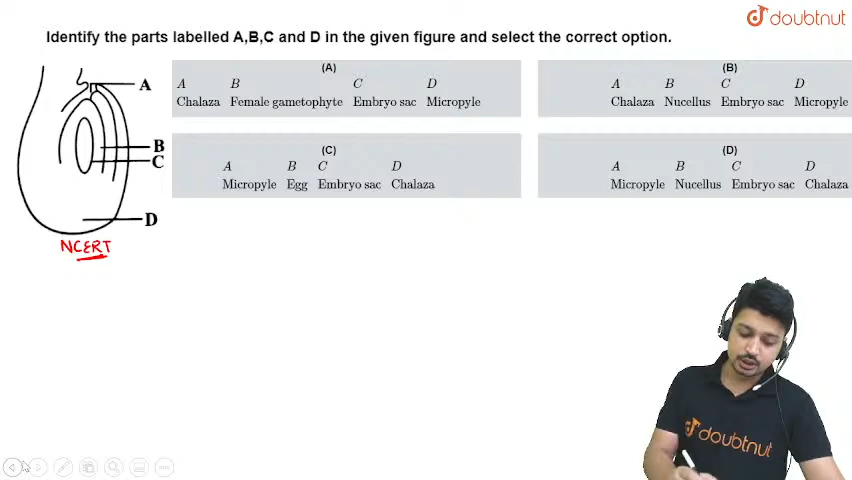 doubtnut
Identify the parts labelled A,B,C and D in the given figure and select the correct option.
A
B
C
D
NCERT
(A)
A B C D
Chalaza Female gametophyte Embryo sac Micropyle
(B)
A B C D
Chalaza Nucellus Embryo sac Micropyle
(C)
A B C D
Micropyle Egg Embryo sac Chalaza
(D)
A B C D
Micropyle Nucellus Embryo sac Chalaza
doubtnut